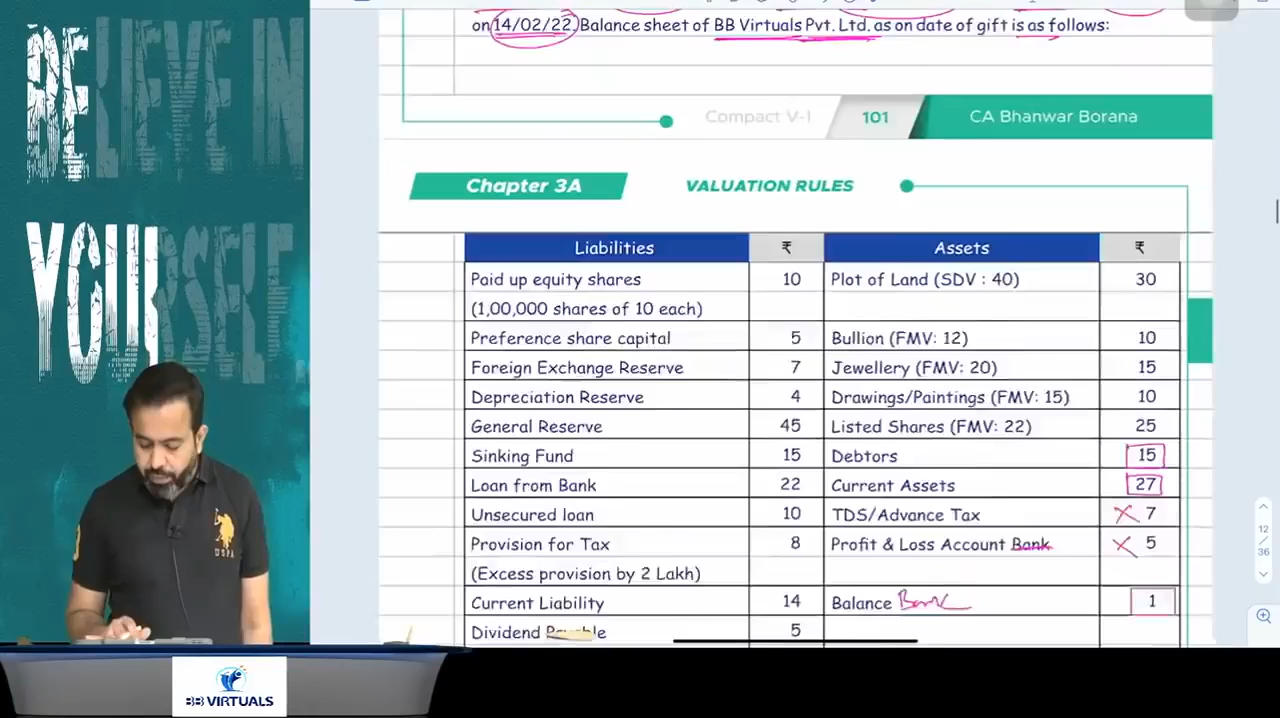 BELIEVE IN
YOURSELF.
on 14/02/22. Balance sheet of BB Virtuals Pvt. Ltd. as on date of gift is as follows:
Compact V-I 101 CA Bhanwar Borana
Chapter 3A VALUATION RULES
Liabilities ₹ Assets ₹
Paid up equity shares 10 Plot of Land (SDV : 40) 30
(1,00,000 shares of 10 each)
Preference share capital 5 Bullion (FMV: 12) 10
Foreign Exchange Reserve 7 Jewellery (FMV: 20) 15
Depreciation Reserve 4 Drawings/Paintings (FMV: 15) 10
General Reserve 45 Listed Shares (FMV: 22) 25
Sinking Fund 15 Debtors 15
Loan from Bank 22 Current Assets 27
Unsecured loan 10 TDS/Advance Tax X 7
Provision for Tax 8 Profit & Loss Account Bank X 5
(Excess provision by 2 Lakh)
Current Liability 14 Balance Bank 1
Dividend 5
USPA
12
/
36
BB VIRTUALS